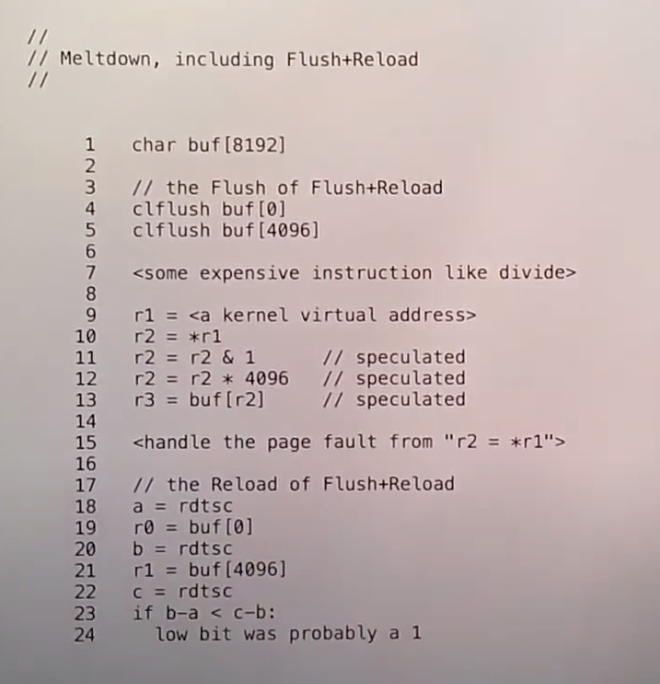 //
// Meltdown, including Flush+Reload
//
1 char buf[8192]
2
3 // the Flush of Flush+Reload
4 clflush buf[0]
5 clflush buf[4096]
6
7 <some expensive instruction like divide>
8
9 r1 = <a kernel virtual address>
10 r2 = *r1
11 r2 = r2 & 1 // speculated
12 r2 = r2 * 4096 // speculated
13 r3 = buf[r2] // speculated
14
15 <handle the page fault from "r2 = *r1">
16
17 // the Reload of Flush+Reload
18 a = rdtsc
19 r0 = buf[0]
20 b = rdtsc
21 r1 = buf[4096]
22 c = rdtsc
23 if b-a < c-b:
24 low bit was probably a 1